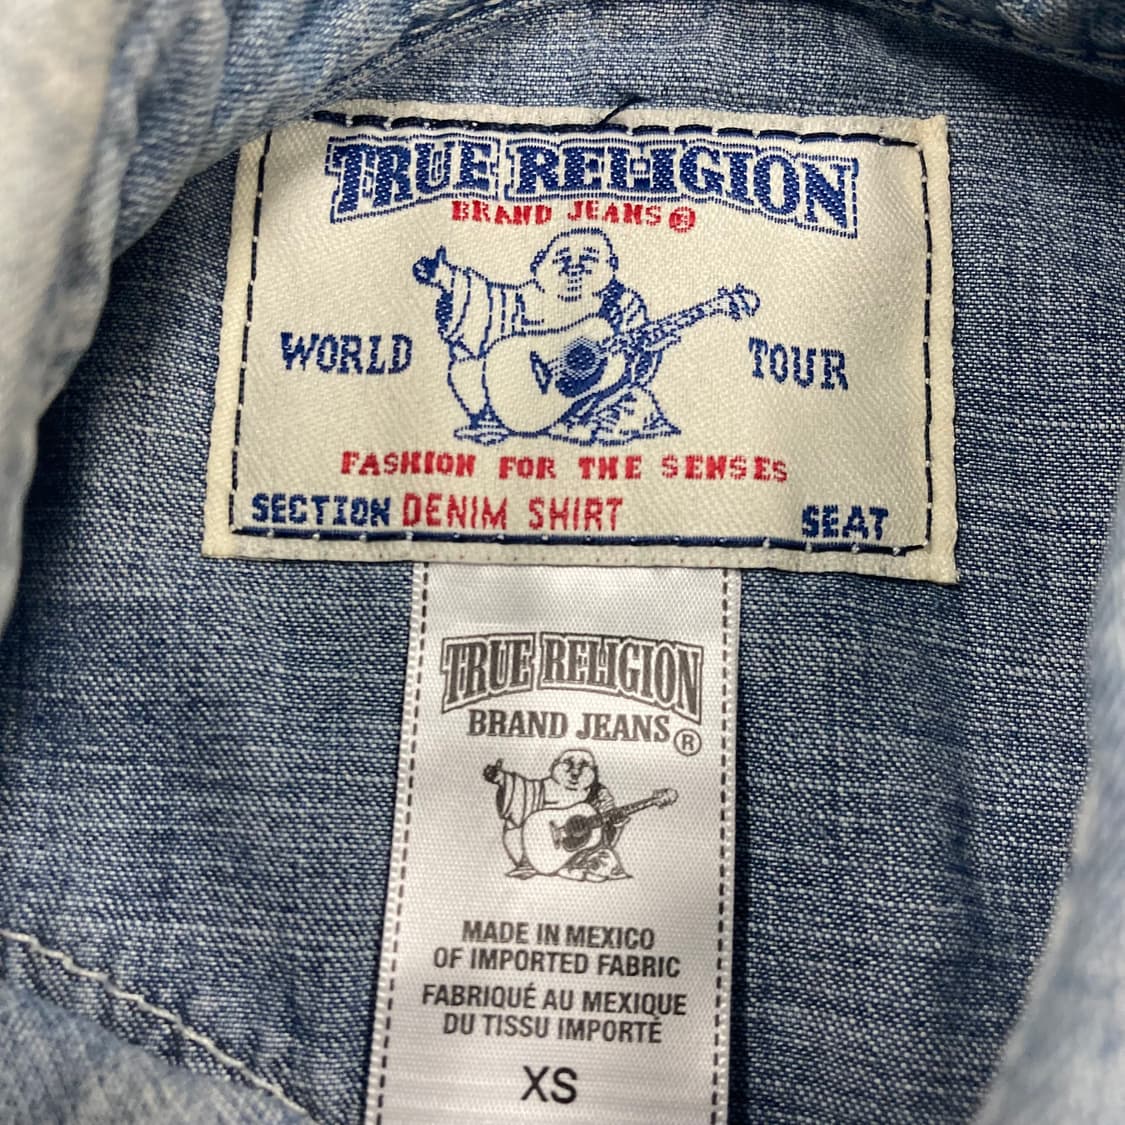 TRUE RELIGION
BRAND JEANS®
WORLD TOUR
FASHION FOR THE SENSES
SECTION DENIM SHIRT SEAT
TRUE RELIGION
BRAND JEANS®
MADE IN MEXICO
OF IMPORTED FABRIC
FABRIQUÉ AU MEXIQUE
DU TISSU IMPORTÉ
XS